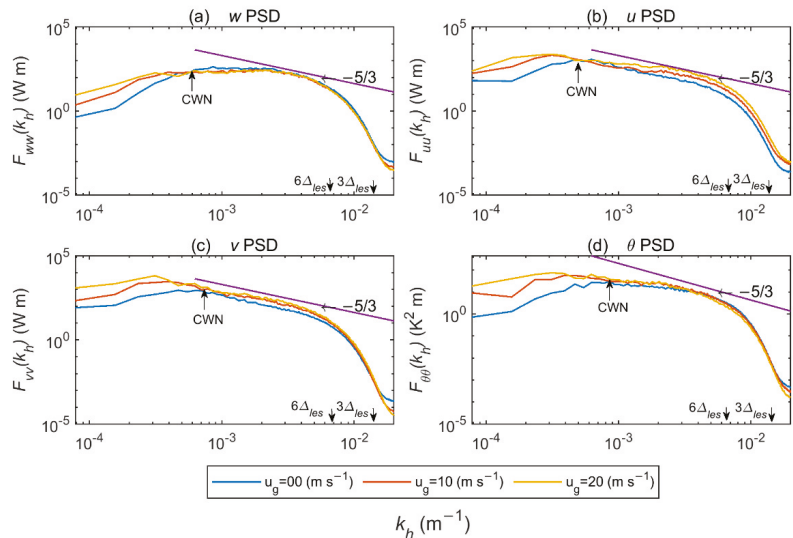 (a) w PSD
(b) u PSD
10^5
10^0
10^-5
F_ww(k_h) (W m)
-5/3
CWN
6Δ_les 3Δ_les
10^-4 10^-3 10^-2
10^5
10^0
10^-5
F_uu(k_h) (W m)
-5/3
CWN
6Δ_les 3Δ_les
10^-4 10^-3 10^-2
(c) v PSD
(d) θ PSD
10^5
10^0
10^-5
F_vv(k_h) (W m)
-5/3
CWN
6Δ_les 3Δ_les
10^-4 10^-3 10^-2
10^0
10^-5
F_θθ(k_h) (K^2 m)
-5/3
CWN
6Δ_les 3Δ_les
10^-4 10^-3 10^-2
u_g=00 (m s^-1) u_g=10 (m s^-1) u_g=20 (m s^-1)
k_h (m^-1)